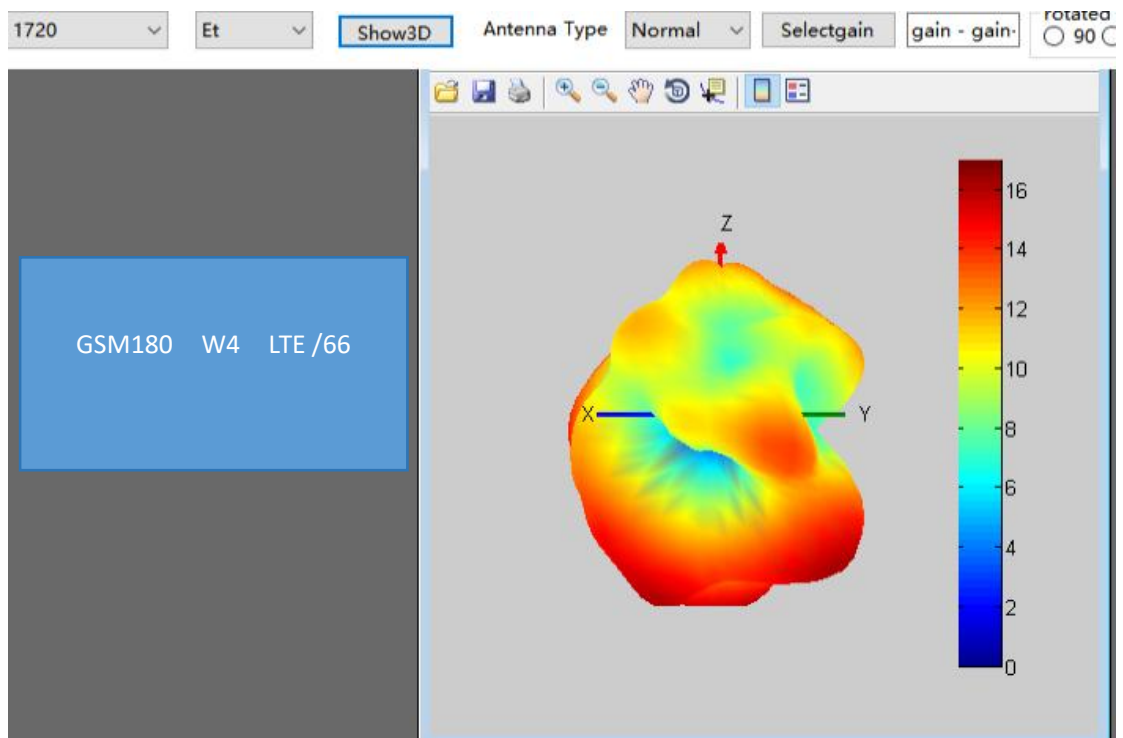 1720 Et Show3D Antenna Type Normal Selectgain gain - gain- rotated
90
GSM180 W4 LTE /66
Z
X
Y
16
14
12
10
8
6
4
2
0